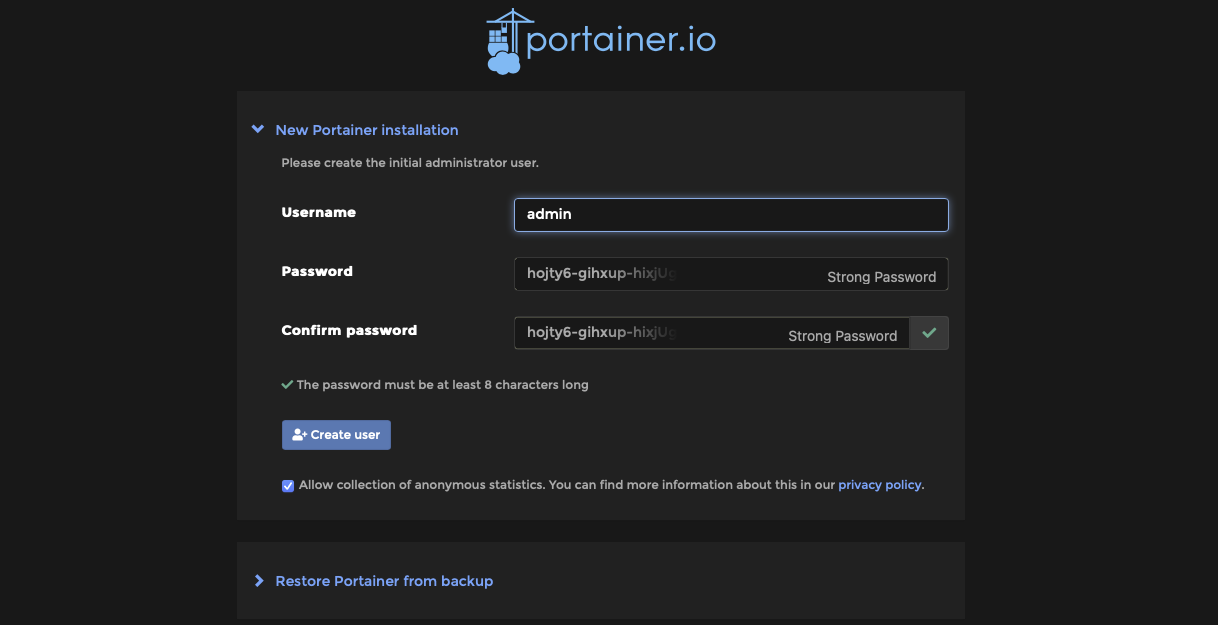 portainer.io
New Portainer installation
Please create the initial administrator user.
Username
admin
Password
hojty6-gihxup-hixjUg
Strong Password
Confirm password
hojty6-gihxup-hixjUg
Strong Password
The password must be at least 8 characters long
Create user
Allow collection of anonymous statistics. You can find more information about this in our privacy policy.
Restore Portainer from backup